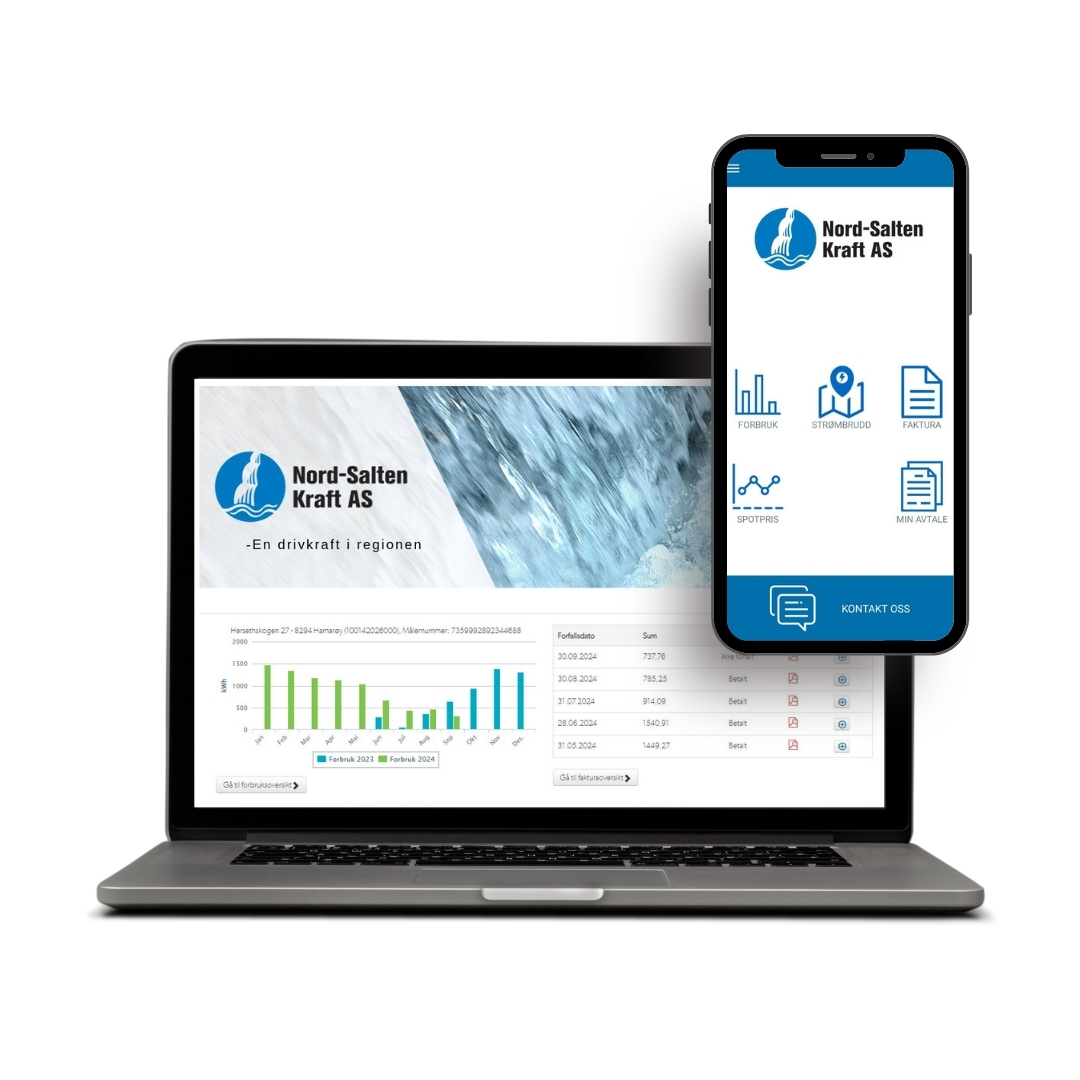 Nord-Salten
Kraft AS
FORBRUK
STRØMBRUDD
FAKTURA
SPOTPRIS
MIN AVTALE
KONTAKT OSS
Nord-Salten
Kraft AS
-En drivkraft i regionen
Hersethskogen 27 - 8294 Hamarøy (100142026000), Målernummer: 7359992892344688
2000
1500
1000
500
0
kWh
Jan
Feb
Mar
Apr
Mai
Jun
Jul
Aug
Sep
Okt
Nov
Des.
Forbruk 2023
Forbruk 2024
Gå til forbruksoversikt
Forfallsdato Sum
30.09.2024 737,76 Ikke forfalt
30.08.2024 785,25 Betalt
31.07.2024 914,09 Betalt
28.06.2024 1540,91 Betalt
31.05.2024 1449,27 Betalt
Gå til fakturaoversikt